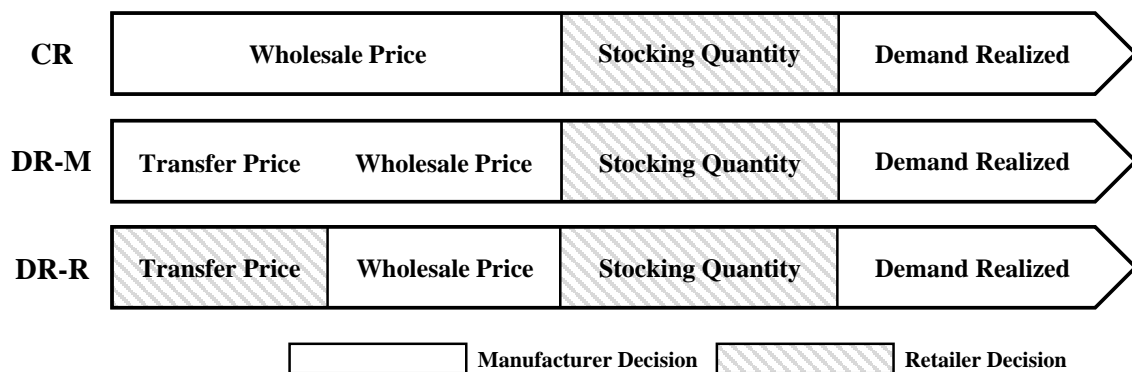 CR Wholesale Price Stocking Quantity Demand Realized
DR-M Transfer Price Wholesale Price Stocking Quantity Demand Realized
DR-R Transfer Price Wholesale Price Stocking Quantity Demand Realized
Manufacturer Decision Retailer Decision